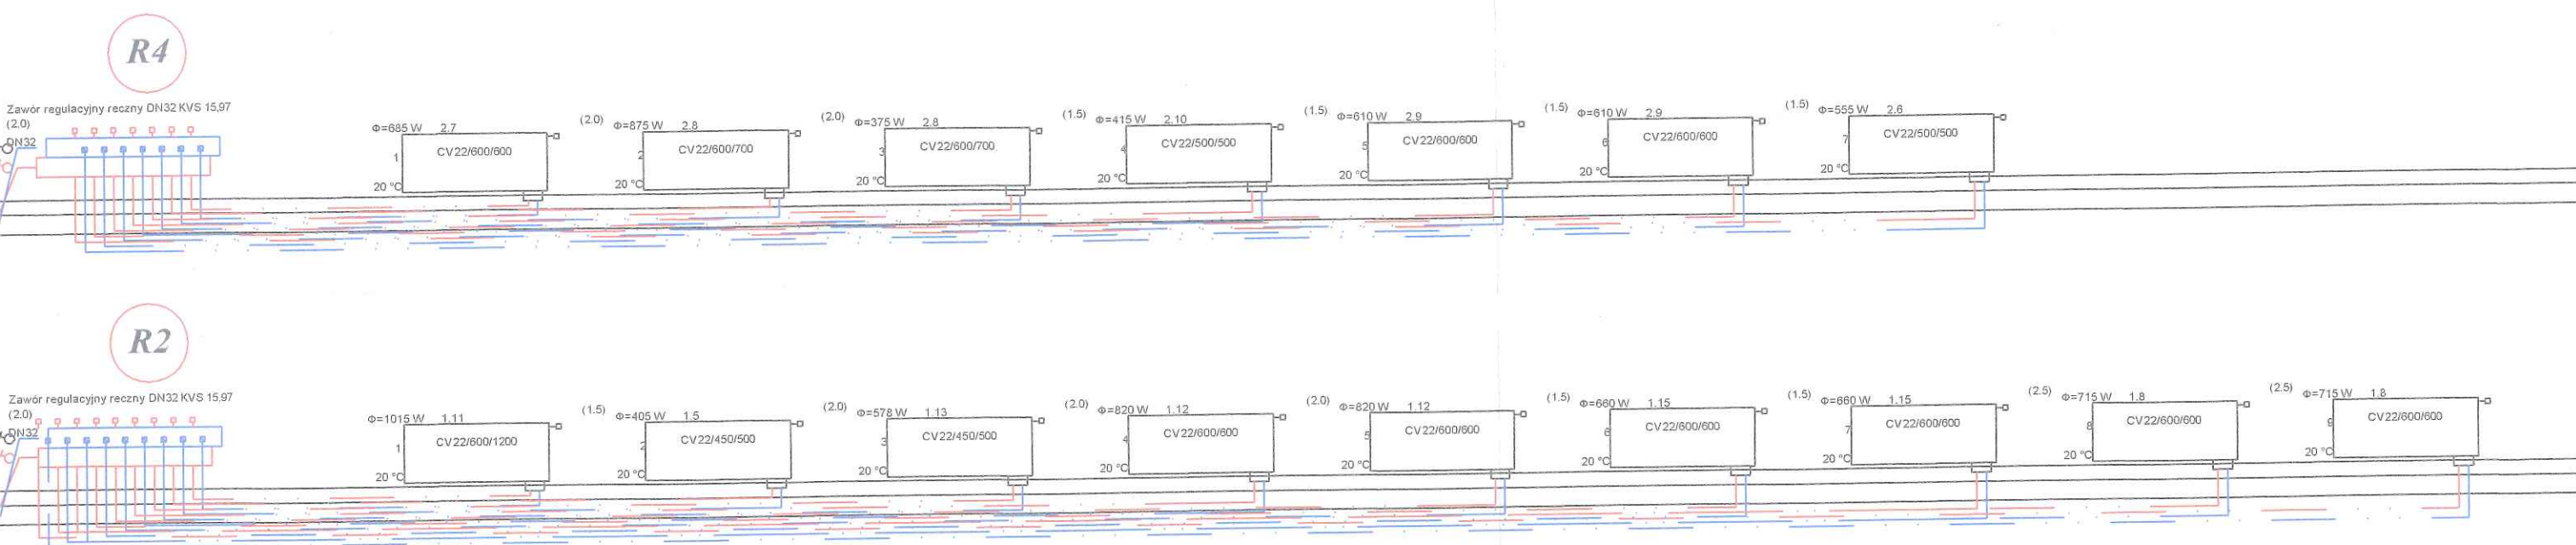 R4
Zawór regulacyjny reczny DN32 KVS 15,97
(2.0)
DN32
Φ=685 W 2.7
1 CV22/600/600
20 °C
(2.0) Φ=875 W 2.8
2 CV22/600/700
20 °C
(2.0) Φ=375 W 2.8
3 CV22/600/700
20 °C
(1.5) Φ=415 W 2.10
4 CV22/500/500
20 °C
(1.5) Φ=610 W 2.9
5 CV22/600/600
20 °C
(1.5) Φ=610 W 2.9
6 CV22/600/600
20 °C
(1.5) Φ=555 W 2.6
7 CV22/500/500
20 °C
R2
Zawór regulacyjny reczny DN32 KVS 15,97
(2.0)
DN32
Φ=1015 W 1.11
1 CV22/600/1200
20 °C
(1.5) Φ=405 W 1.5
2 CV22/450/500
20 °C
(2.0) Φ=578 W 1.13
3 CV22/450/500
20 °C
(2.0) Φ=820 W 1.12
4 CV22/600/600
20 °C
(2.0) Φ=820 W 1.12
5 CV22/600/600
20 °C
(1.5) Φ=660 W 1.15
6 CV22/600/600
20 °C
(1.5) Φ=660 W 1.15
7 CV22/600/600
20 °C
(2.5) Φ=715 W 1.8
8 CV22/600/600
20 °C
(2.5) Φ=715 W 1.8
9 CV22/600/600
20 °C